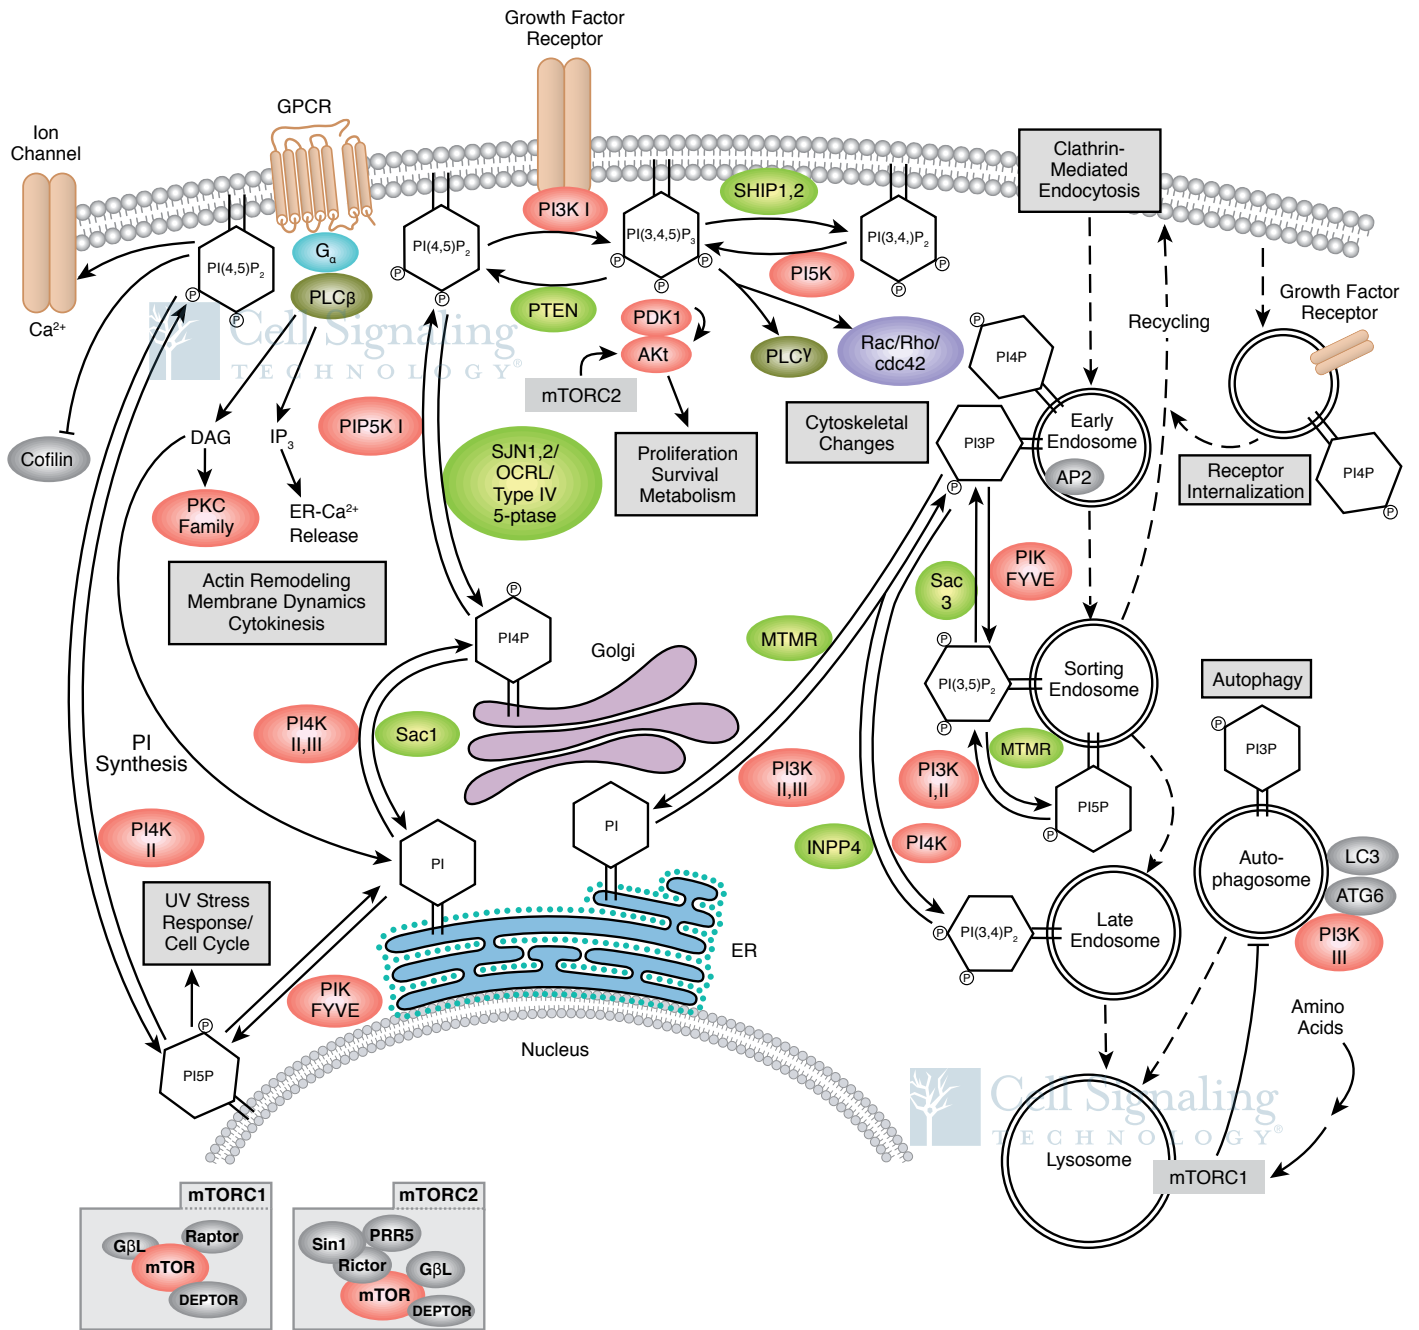 Growth Factor
Receptor
GPCR
Ion
Channel
Clathrin-
Mediated
Endocytosis
SHIP1,2
PI3K I
PI(4,5)P2
Gα
PI(4,5)P2
PI(3,4,5)P3
PI(3,4,)P2
P
P
P
P
P
P
P
P
P
P
PI5K
PLCβ
PTEN
PDK1
AKt
mTORC2
PLCγ
Rac/Rho/
cdc42
Ca2+
Cell Signaling
TECHNOLOGY®
Recycling
Growth Factor
Receptor
P
PI4P
Cofilin
DAG
IP3
PIP5K I
SJN1,2/
OCRL/
Type IV
5-ptase
Proliferation
Survival
Metabolism
Cytoskeletal
Changes
PI3P
P
Early
Endosome
AP2
Receptor
Internalization
PI4P
P
PKC
Family
ER-Ca2+
Release
Actin Remodeling
Membrane Dynamics
Cytokinesis
Sac
3
PIK
FYVE
P
PI4P
MTMR
Golgi
P
PI(3,5)P2
P
Sorting
Endosome
Autophagy
PI4K
II,III
Sac1
PI
Synthesis
PI3K
II,III
PI3K
I,II
MTMR
PI5P
P
P
PI3P
PI4K
II
PI
PI
INPP4
PI4K
Auto-
phagosome
LC3
ATG6
PI3K
III
UV Stress
Response/
Cell Cycle
P
PI(3,4)P2
P
Late
Endosome
ER
PIK
FYVE
Amino
Acids
P
PI5P
Nucleus
Cell Signaling
TECHNOLOGY®
Lysosome
mTORC1
mTORC1
GβL
Raptor
mTOR
DEPTOR
mTORC2
Sin1
PRR5
Rictor
GβL
mTOR
DEPTOR